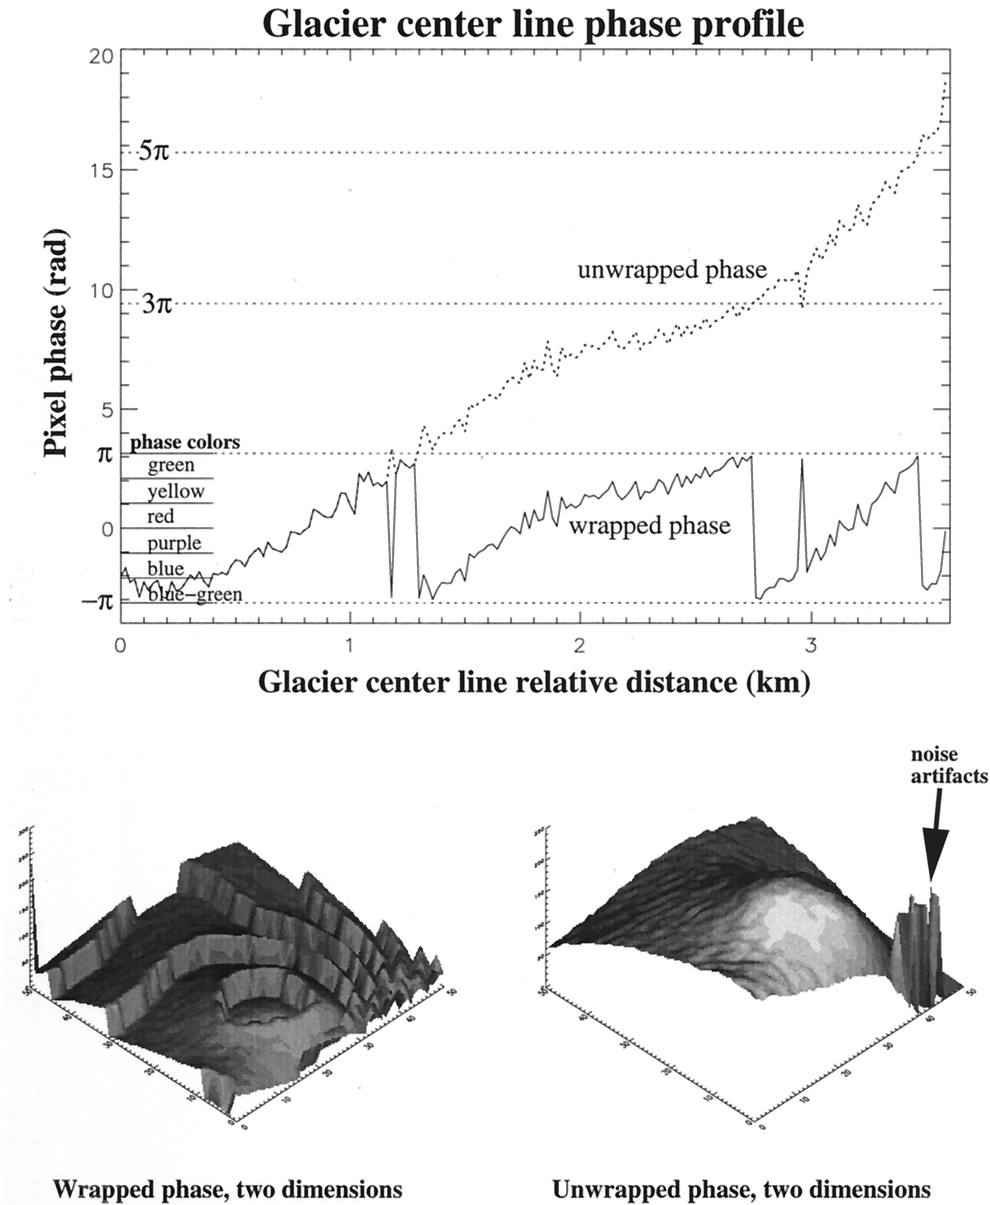 Glacier center line phase profile
20
5π
15
unwrapped phase
10
3π
Pixel phase (rad)
5
phase colors
π
green
yellow
red
wrapped phase
0
purple
blue
blue-green
-π
0 1 2 3
Glacier center line relative distance (km)
noise
artifacts
Wrapped phase, two dimensions
Unwrapped phase, two dimensions